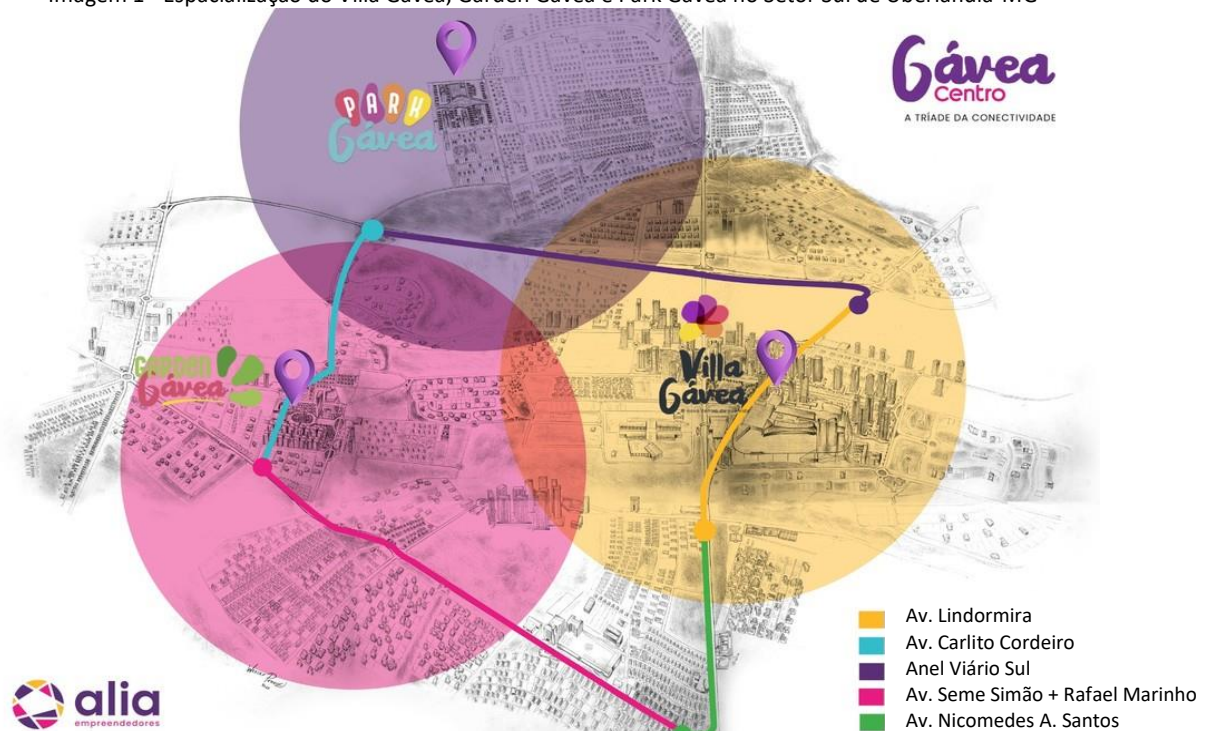 Imagem 1 - Espacialização do Villa Gávea, Garden Gávea e Park Gávea no Setor Sul de Uberlândia-MG
Gávea
Centro
A TRÍADE DA CONECTIVIDADE
PARK
Gávea
GARDEN
Gávea
Villa
Gávea
Av. Lindormira
Av. Carlito Cordeiro
Anel Viário Sul
Av. Seme Simão + Rafael Marinho
Av. Nicomedes A. Santos
alia
empreendedores